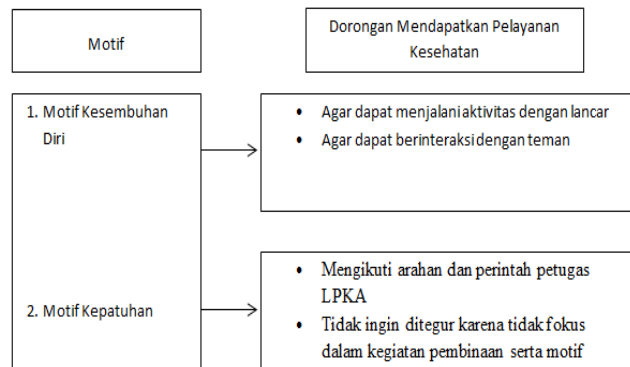 Motif
Dorongan Mendapatkan Pelayanan
Kesehatan
1. Motif Kesembuhan
Diri
• Agar dapat menjalani aktivitas dengan lancar
• Agar dapat berinteraksi dengan teman
2. Motif Kepatuhan
• Mengikuti arahan dan perintah petugas
LPKA
• Tidak ingin ditegur karena tidak fokus
dalam kegiatan pembinaan serta motif